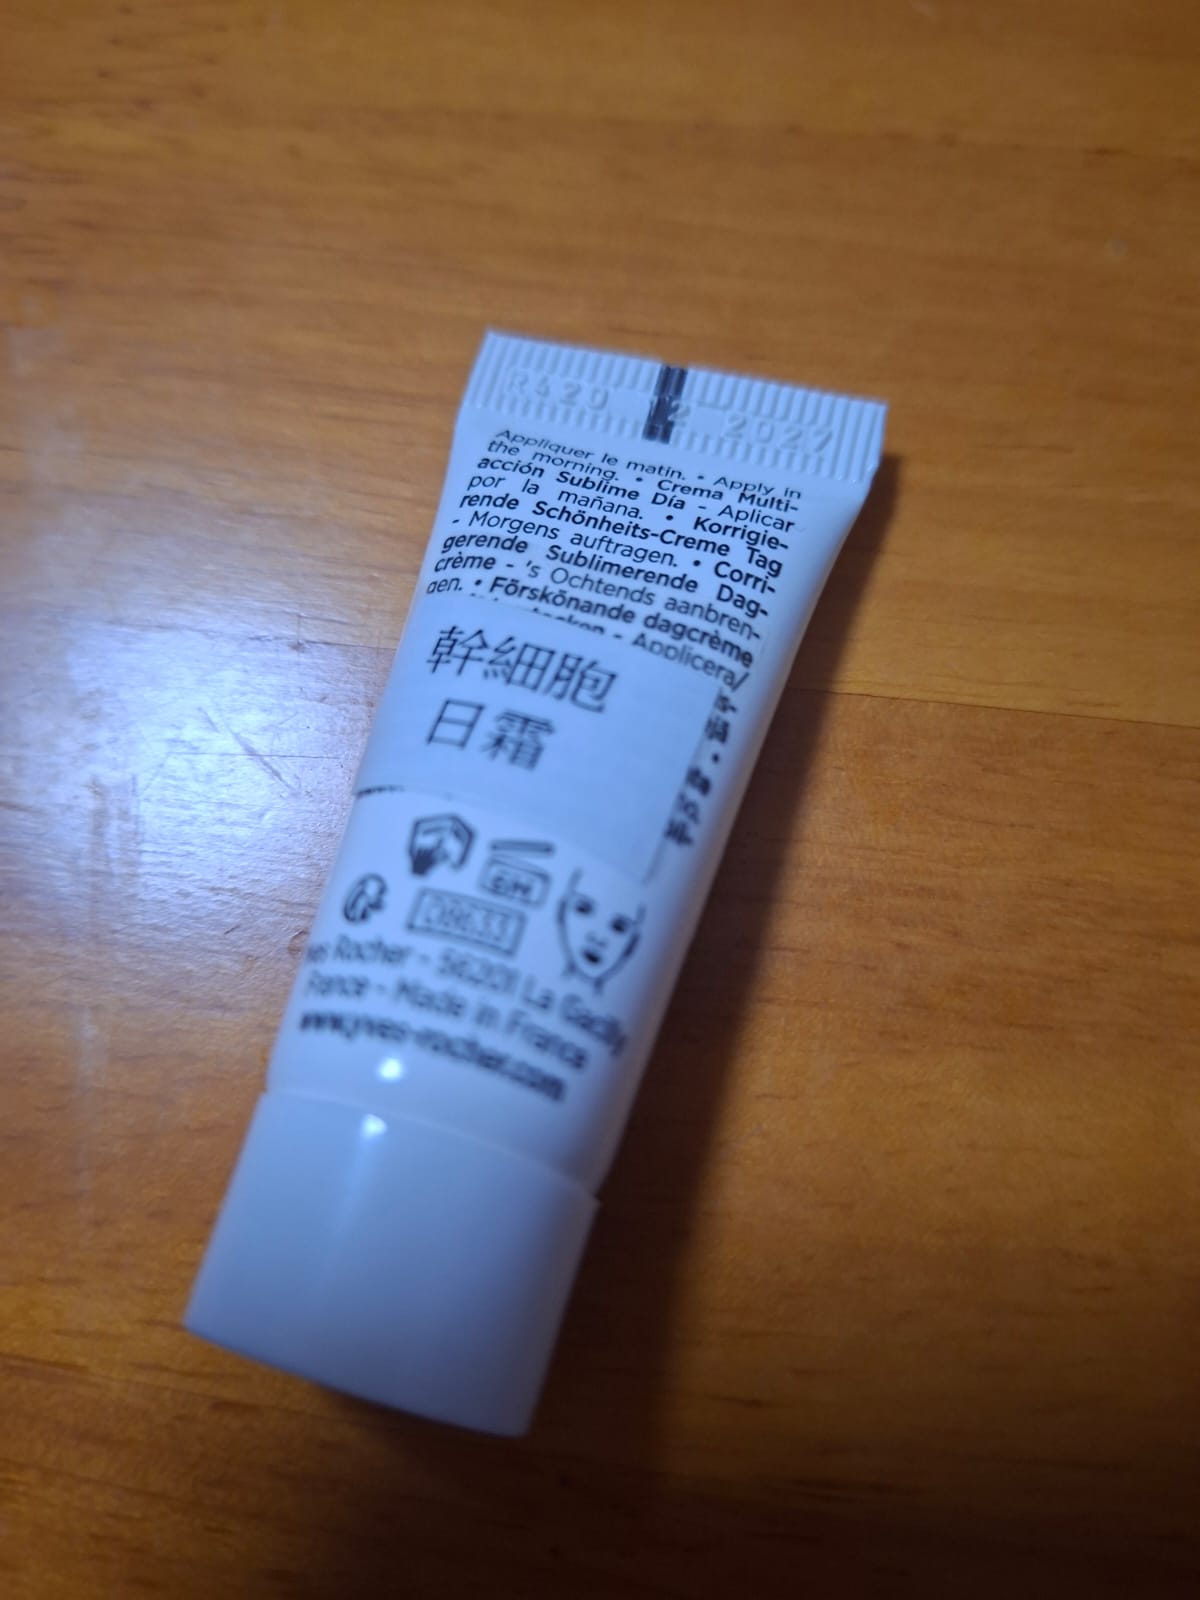 R420 12 2027
Appliquer le matin. • Apply in
the morning. • Crema Multi-
acción Sublime Día - Aplicar
por la mañana. • Korrigie-
rende Schönheits-Creme Tag
- Morgens auftragen. • Corri-
gerende Sublimerende Dag-
crème - 's Ochtends aanbren-
gen. • Förskönande dagcrème
- Applicera/
幹細胞
日霜
6M
Rocher - 56201 La Gacilly
France - Made in France
www.yves-rocher.com